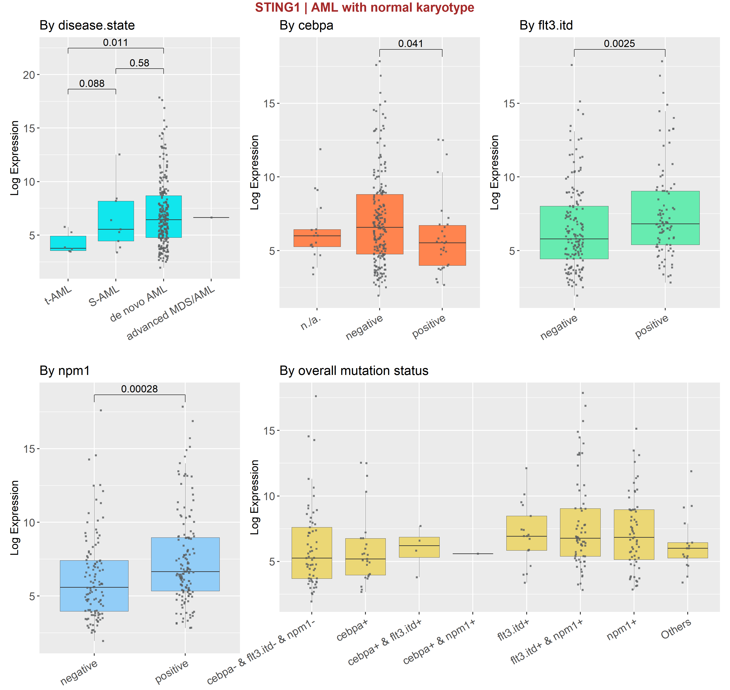 STING1 | AML with normal karyotype
By disease.state
0.011
0.58
0.088
20
15
10
5
Log Expression
t-AML
S-AML
de novo AML
advanced MDS/AML
By cebpa
0.041
15
10
5
Log Expression
n./a.
negative
positive
By flt3.itd
0.0025
15
10
5
Log Expression
negative
positive
By npm1
0.00028
15
10
5
Log Expression
negative
positive
By overall mutation status
15
10
5
Log Expression
cebpa- & flt3.itd- & npm1-
cebpa+
cebpa+ & flt3.itd+
cebpa+ & npm1+
flt3.itd+
flt3.itd+ & npm1+
npm1+
Others